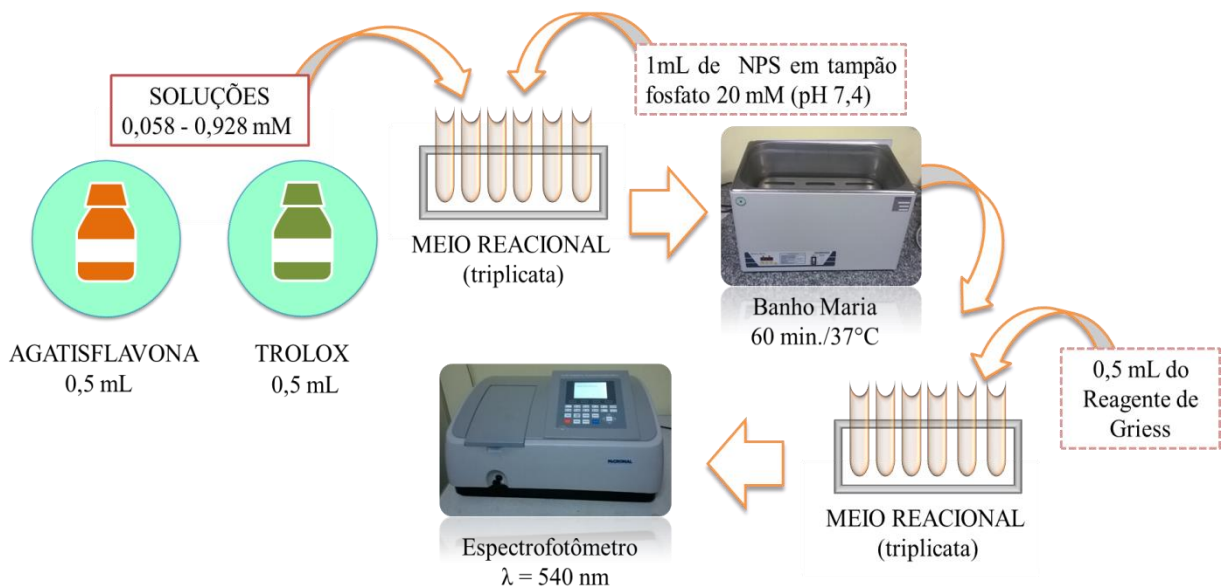 SOLUÇÕES
0,058 - 0,928 mM
1mL de NPS em tampão
fosfato 20 mM (pH 7,4)
AGATISFLAVONA
0,5 mL
TROLOX
0,5 mL
MEIO REACIONAL
(triplicata)
Banho Maria
60 min./37°C
0,5 mL do
Reagente de
Griess
MEIO REACIONAL
(triplicata)
Espectrofotômetro
λ = 540 nm